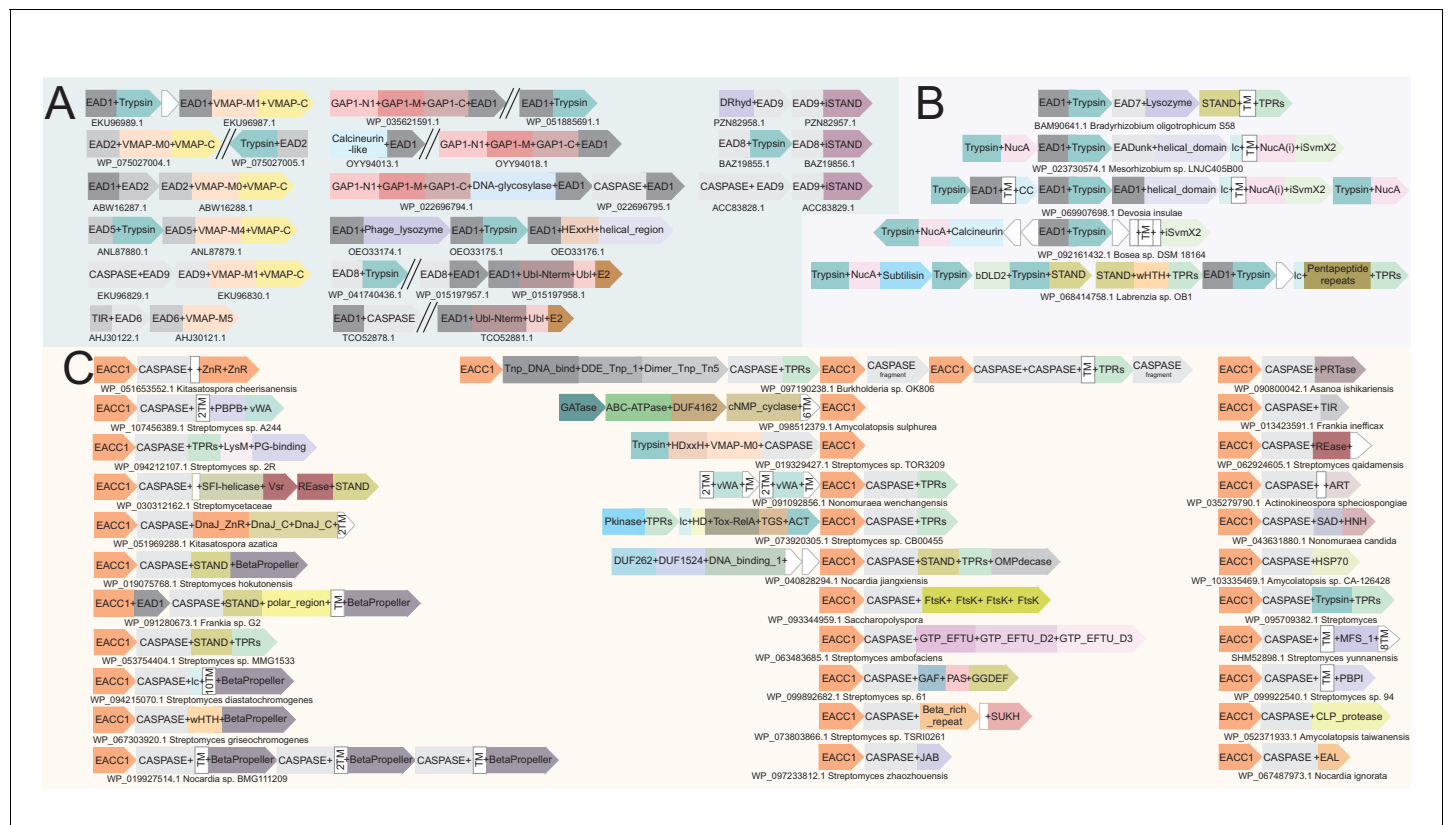 A
EAD1+Trypsin EAD1+VMAP-M1+VMAP-C
EKU96989.1 EKU96987.1
EAD2+VMAP-M0+VMAP-C Trypsin+EAD2
WP_075027004.1 WP_075027005.1
EAD1+EAD2 EAD2+VMAP-M0+VMAP-C
ABW16287.1 ABW16288.1
EAD5+Trypsin EAD5+VMAP-M4+VMAP-C
ANL87880.1 ANL87879.1
CASPASE+EAD9 EAD9+VMAP-M1+VMAP-C
EKU96829.1 EKU96830.1
TIR+EAD6 EAD6+VMAP-M5
AHJ30122.1 AHJ30121.1
GAP1-N1+GAP1-M+GAP1-C+EAD1 EAD1+Trypsin
WP_035621591.1 WP_051885691.1
Calcineurin
-like +EAD1 GAP1-N1+GAP1-M+GAP1-C+EAD1
OYY94013.1 OYY94018.1
GAP1-N1+GAP1-M+GAP1-C+DNA-glycosylase+EAD1 CASPASE+EAD1
WP_022696794.1 WP_022696795.1
EAD1+Phage_lysozyme EAD1+Trypsin EAD1+HExxH+helical_region
OEO33174.1 OEO33175.1 OEO33176.1
EAD8+Trypsin EAD8+EAD1 EAD1+Ubl-Nterm+Ubl+E2
WP_041740436.1 WP_015197957.1 WP_015197958.1
EAD1+CASPASE EAD1+Ubl-Nterm+Ubl+E2
TCO52878.1 TCO52881.1
DRhyd+EAD9 EAD9+iSTAND
PZN82958.1 PZN82957.1
EAD8+Trypsin EAD8+iSTAND
BAZ19855.1 BAZ19856.1
CASPASE+EAD9 EAD9+iSTAND
ACC83828.1 ACC83829.1
B
EAD1+Trypsin EAD7+Lysozyme STAND+TM+TPRs
BAM90641.1 Bradyrhizobium oligotrophicum S58
Trypsin+NucA EAD1+Trypsin EADunk+helical_domain lc+TM+NucA(i)+iSvmX2
WP_023730574.1 Mesorhizobium sp. LNJC405B00
Trypsin EAD1+TM+CC EAD1+Trypsin EAD1+helical_domain lc+TM+NucA(i)+iSvmX2 Trypsin+NucA
WP_069907698.1 Devosia insulae
Trypsin+NucA+Calcineurin EAD1+Trypsin +TM+ +iSvmX2
WP_092161432.1 Bosea sp. DSM 18164
Trypsin+NucA+Subtilisin Trypsin bDLD2+Trypsin+STAND STAND+wHTH+TPRs EAD1+Trypsin lc+Pentapeptide
repeats +TPRs
WP_068414758.1 Labrenzia sp. OB1
C
EACC1 CASPASE+ +ZnR+ZnR
WP_051653552.1 Kitasatospora cheerisanensis
EACC1 CASPASE+2TM+PBPB+vWA
WP_107456389.1 Streptomyces sp. A244
EACC1 CASPASE+TPRs+LysM+PG-binding
WP_094212107.1 Streptomyces sp. 2R
EACC1 CASPASE+ +SFI-helicase+Vsr REase+STAND
WP_030312162.1 Streptomycetaceae
EACC1 CASPASE+DnaJ_ZnR+DnaJ_C+DnaJ_C+2TM
WP_051969288.1 Kitasatospora azatica
EACC1 CASPASE+STAND+BetaPropeller
WP_019075768.1 Streptomyces hokutonensis
EACC1+EAD1 CASPASE+STAND+polar_region+TM+BetaPropeller
WP_091280673.1 Frankia sp. G2
EACC1 CASPASE+STAND+TPRs
WP_053754404.1 Streptomyces sp. MMG1533
EACC1 CASPASE+lc+10TM+BetaPropeller
WP_094215070.1 Streptomyces diastatochromogenes
EACC1 CASPASE+wHTH+BetaPropeller
WP_067303920.1 Streptomyces griseochromogenes
EACC1 CASPASE+TM+BetaPropeller CASPASE+2TM+BetaPropeller CASPASE+TM+BetaPropeller
WP_019927514.1 Nocardia sp. BMG111209
EACC1 Tnp_DNA_bind+DDE_Tnp_1+Dimer_Tnp_Tn5 CASPASE+TPRs EACC1 CASPASE
fragment EACC1 CASPASE+CASPASE+TM+TPRs CASPASE
fragment
WP_097190238.1 Burkholderia sp. OK806
GATase ABC-ATPase+DUF4162 cNMP_cyclase+6TM EACC1
WP_098512379.1 Amycolatopsis sulphurea
Trypsin+HDxxH+VMAP-M0+CASPASE EACC1
WP_019329427.1 Streptomyces sp. TOR3209
2TM+vWA+TM 2TM+vWA+TM EACC1 CASPASE+TPRs
WP_091092856.1 Nonomuraea wenchangensis
Pkinase+TPRs lc+HD+Tox-RelA+TGS+ACT EACC1 CASPASE+TPRs
WP_073920305.1 Streptomyces sp. CB00455
DUF262+DUF1524+DNA_binding_1+ EACC1 CASPASE+STAND+TPRs+OMPdecase
WP_040828294.1 Nocardia jiangxiensis
EACC1 CASPASE+ FtsK+ FtsK+ FtsK+ FtsK
WP_093344959.1 Saccharopolyspora
EACC1 CASPASE+GTP_EFTU+GTP_EFTU_D2+GTP_EFTU_D3
WP_063483685.1 Streptomyces ambofaciens
EACC1 CASPASE+GAF+PAS+GGDEF
WP_099892682.1 Streptomyces sp. 61
EACC1 CASPASE+Beta_rich
_repeat +SUKH
WP_073803866.1 Streptomyces sp. TSRI0261
EACC1 CASPASE+JAB
WP_097233812.1 Streptomyces zhaozhouensis
EACC1 CASPASE+PRTase
WP_090800042.1 Asanoa ishikariensis
EACC1 CASPASE+TIR
WP_013423591.1 Frankia inefficax
EACC1 CASPASE+REase+
WP_062924605.1 Streptomyces qaidamensis
EACC1 CASPASE+ +ART
WP_035279790.1 Actinokineospora spheciospongiae
EACC1 CASPASE+SAD+HNH
WP_043631880.1 Nonomuraea candida
EACC1 CASPASE+HSP70
WP_103335469.1 Amycolatopsis sp. CA-126428
EACC1 CASPASE+Trypsin+TPRs
WP_095709382.1 Streptomyces
EACC1 CASPASE+TM+MFS_1+8TM
SHM52898.1 Streptomyces yunnanensis
EACC1 CASPASE+TM+PBPI
WP_099922540.1 Streptomyces sp. 94
EACC1 CASPASE+CLP_protease
WP_052371933.1 Amycolatopsis taiwanensis
EACC1 CASPASE+EAL
WP_067487973.1 Nocardia ignorata